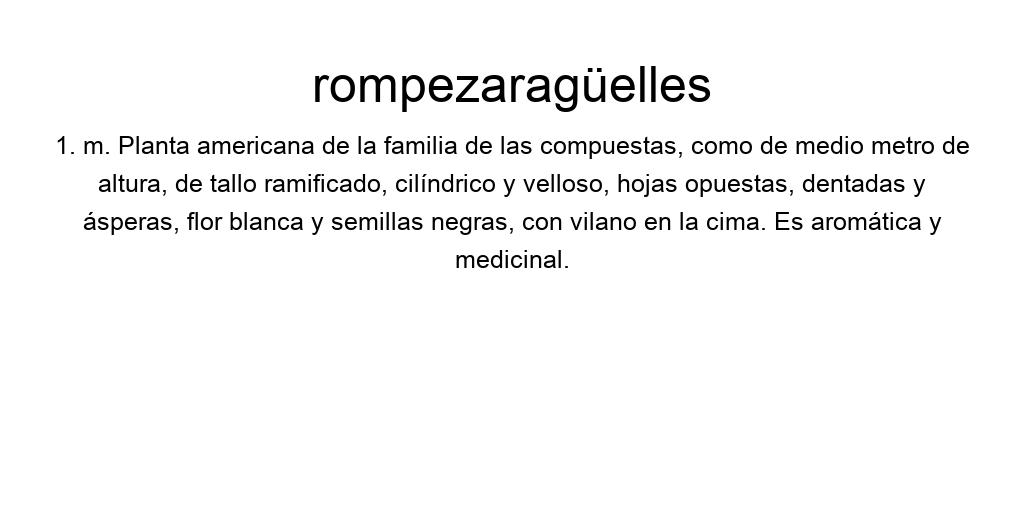 rompezaragüelles
1. m. Planta americana de la familia de las compuestas, como de medio metro de
altura, de tallo ramificado, cilíndrico y velloso, hojas opuestas, dentadas y
ásperas, flor blanca y semillas negras, con vilano en la cima. Es aromática y
medicinal.